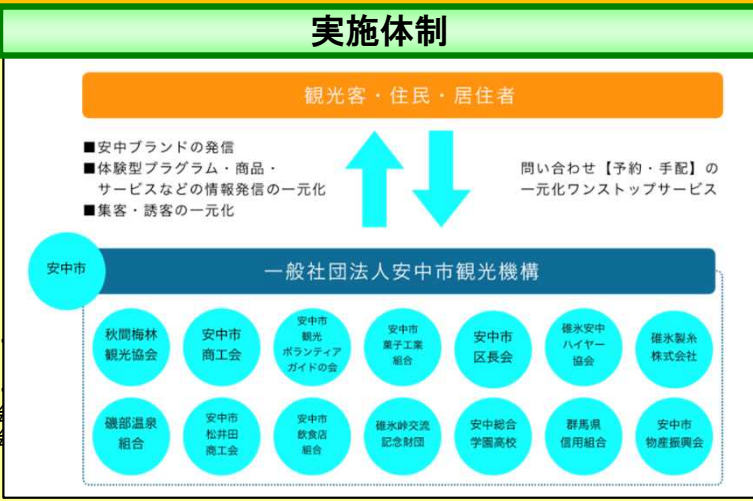 実施体制
観光客・住民・居住者
■安中ブランドの発信
■体験型プラグラム・商品・
サービスなどの情報発信の一元化
■集客・誘客の一元化
問い合わせ【予約・手配】の
一元化ワンストップサービス
安中市
一般社団法人安中市観光機構
秋間梅林
観光協会
安中市
商工会
安中市
観光
ボランティア
ガイドの会
安中市
菓子工業
組合
安中市
区長会
碓氷安中
ハイヤー
協会
碓氷製糸
株式会社
磯部温泉
組合
安中市
松井田
商工会
安中市
飲食店
組合
碓氷峠交流
記念財団
安中総合
学園高校
群馬県
信用組合
安中市
物産振興会